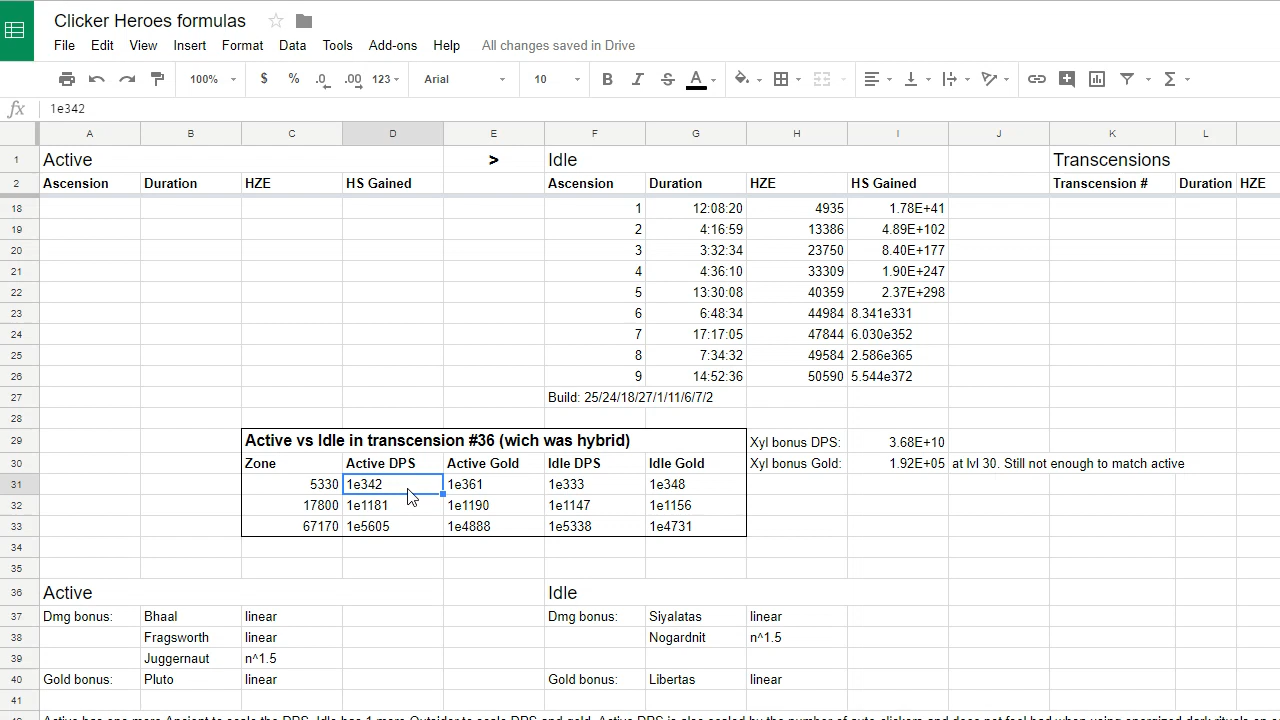 Clicker Heroes formulas
File Edit View Insert Format Data Tools Add-ons Help All changes saved in Drive
100% $ % .0 .00 123 Arial 10 B I S A
fx 1e342
A B C D E F G H I J K L
1 Active > Idle Transcensions
2 Ascension Duration HZE HS Gained Ascension Duration HZE HS Gained Transcension # Duration HZE
18 1 12:08:20 4935 1.78E+41
19 2 4:16:59 13386 4.89E+102
20 3 3:32:34 23750 8.40E+177
21 4 4:36:10 33309 1.90E+247
22 5 13:30:08 40359 2.37E+298
23 6 6:48:34 44984 8.341e331
24 7 17:17:05 47844 6.030e352
25 8 7:34:32 49584 2.586e365
26 9 14:52:36 50590 5.544e372
27 Build: 25/24/18/27/1/11/6/7/2
28
29 Active vs Idle in transcension #36 (wich was hybrid) Xyl bonus DPS: 3.68E+10
30 Zone Active DPS Active Gold Idle DPS Idle Gold Xyl bonus Gold: 1.92E+05 at lvl 30. Still not enough to match active
31 5330 1e342 1e361 1e333 1e348
32 17800 1e1181 1e1190 1e1147 1e1156
33 67170 1e5605 1e4888 1e5338 1e4731
34
35
36 Active Idle
37 Dmg bonus: Bhaal linear Dmg bonus: Siyalatas linear
38 Fragsworth linear Nogardnit n^1.5
39 Juggernaut n^1.5
40 Gold bonus: Pluto linear Gold bonus: Libertas linear
41